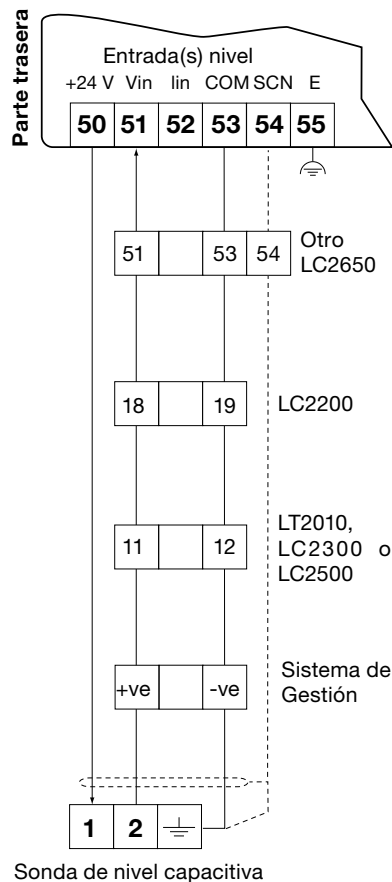 Parte trasera
Entrada(s) nivel
+24 V Vin Iin COM SCN E
50 51 52 53 54 55
51 53 54
Otro
LC2650
18 19
LC2200
11 12
LT2010,
LC2300 o
LC2500
+ve -ve
Sistema de
Gestión
1 2
Sonda de nivel capacitiva